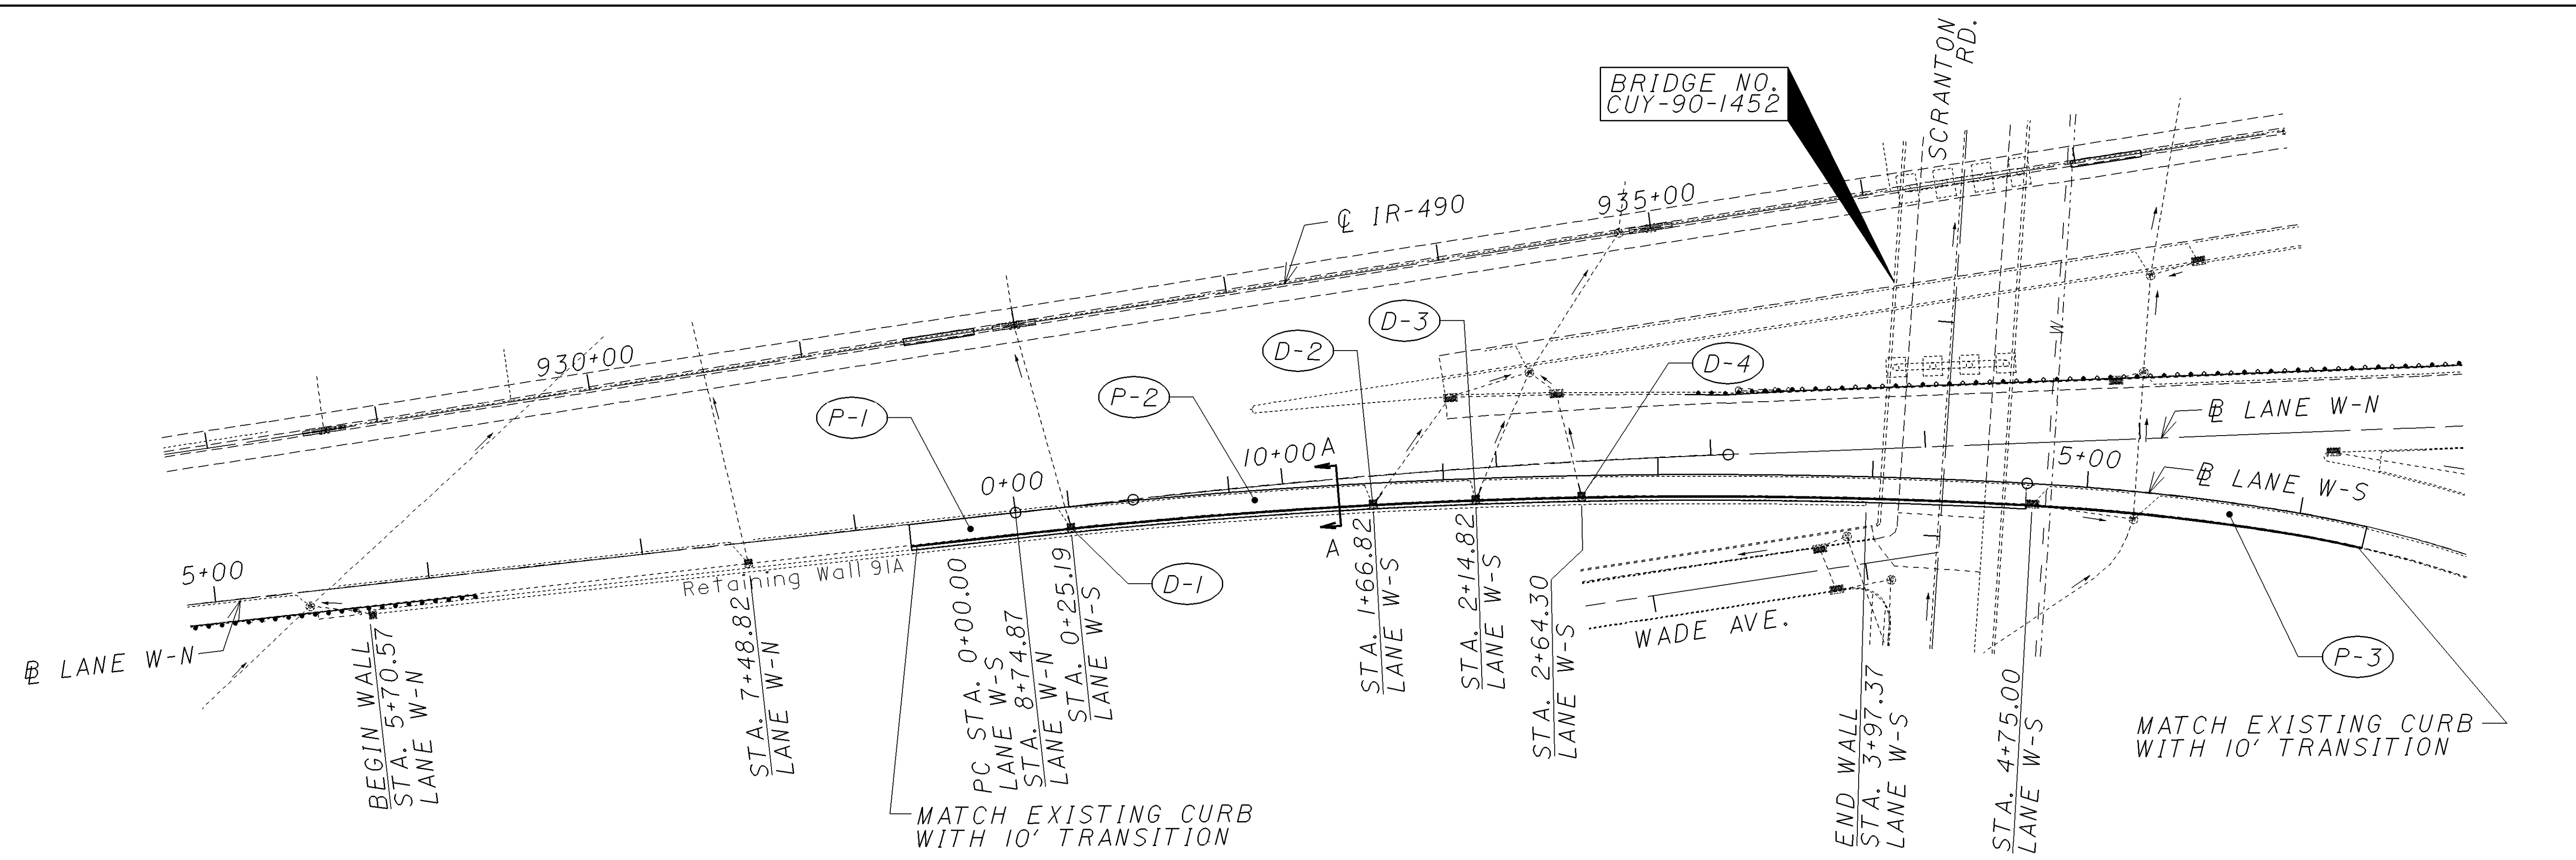 BRIDGE NO.
CUY-90-1452
SCRANTON
RD.
935+00
℄ IR-490
930+00
D-3
D-2
D-4
P-2
P-1
10+00A
A
0+00
5+00
℄ LANE W-N
5+00
℄ LANE W-S
W
5+00
Retaining Wall 91A
D-1
WADE AVE.
P-3
℄ LANE W-N
BEGIN WALL
STA. 5+70.57
LANE W-N
STA. 7+48.82
LANE W-N
PC STA. 0+00.00
LANE W-S
STA. 8+74.87
LANE W-N
STA. 0+25.19
LANE W-S
STA. 1+66.82
LANE W-S
STA. 2+14.82
LANE W-S
STA. 2+64.30
LANE W-S
END WALL
STA. 3+97.37
LANE W-S
STA. 4+75.00
LANE W-S
MATCH EXISTING CURB
WITH 10' TRANSITION
MATCH EXISTING CURB
WITH 10' TRANSITION
A